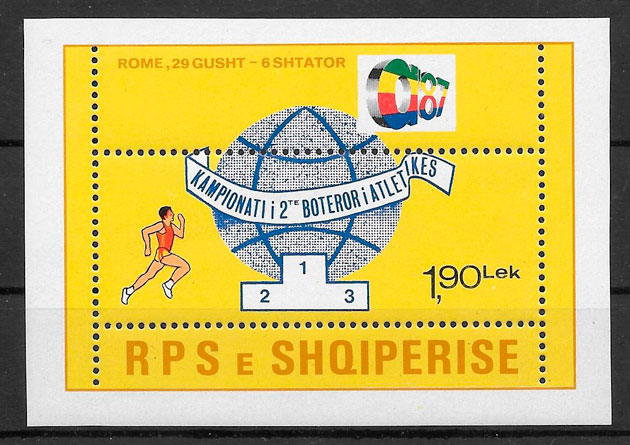 ROME, 29 GUSHT - 6 SHTATOR
a '87
KAMPIONATI i 2TE BOTEROR i ATLETIKES
1
2
3
1,90 Lek
RPS E SHQIPERISE